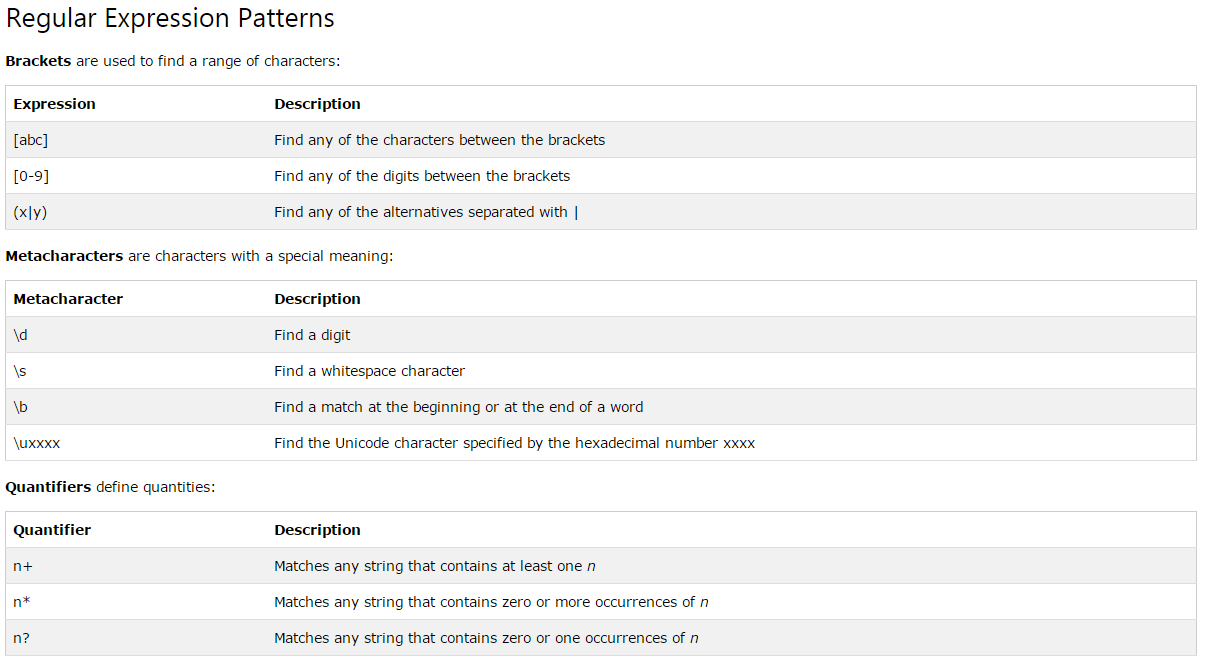 Regular Expression Patterns
Brackets are used to find a range of characters:
Expression Description
[abc] Find any of the characters between the brackets
[0-9] Find any of the digits between the brackets
(x|y) Find any of the alternatives separated with |
Metacharacters are characters with a special meaning:
Metacharacter Description
\d Find a digit
\s Find a whitespace character
\b Find a match at the beginning or at the end of a word
\uxxxx Find the Unicode character specified by the hexadecimal number xxxx
Quantifiers define quantities:
Quantifier Description
n+ Matches any string that contains at least one n
n* Matches any string that contains zero or more occurrences of n
n? Matches any string that contains zero or one occurrences of n